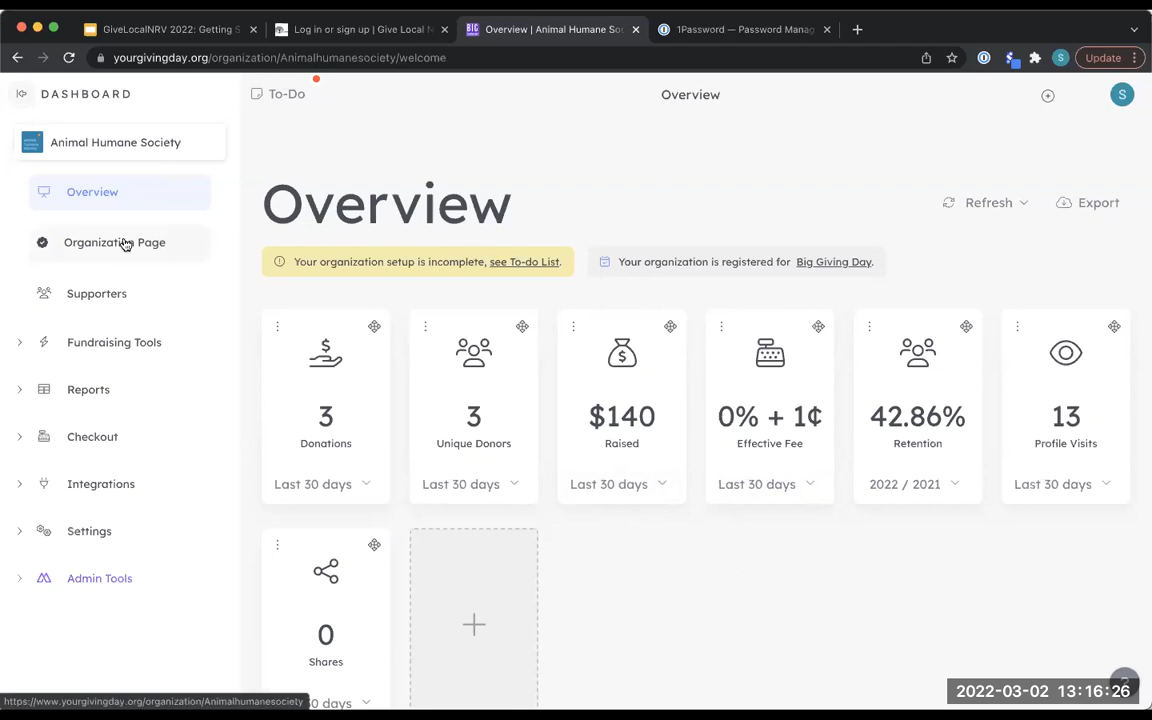 GiveLocalNRV 2022: Getting S
Log in or sign up | Give Local N
BIG
Overview | Animal Humane Soc
1Password — Password Manag
yourgivingday.org/organization/Animalhumanesociety/welcome
S
Update
DASHBOARD
To-Do
Overview
S
Animal Humane Society
Overview
Organization Page
Supporters
Fundraising Tools
Reports
Checkout
Integrations
Settings
Admin Tools
Overview
Refresh
Export
Your organization setup is incomplete, see To-do List.
Your organization is registered for Big Giving Day.
3
Donations
Last 30 days
3
Unique Donors
Last 30 days
$140
Raised
Last 30 days
0% + 1¢
Effective Fee
Last 30 days
42.86%
Retention
2022 / 2021
13
Profile Visits
Last 30 days
0
Shares
30 days
https://www.yourgivingday.org/organization/Animalhumanesociety
2022-03-02 13:16:26